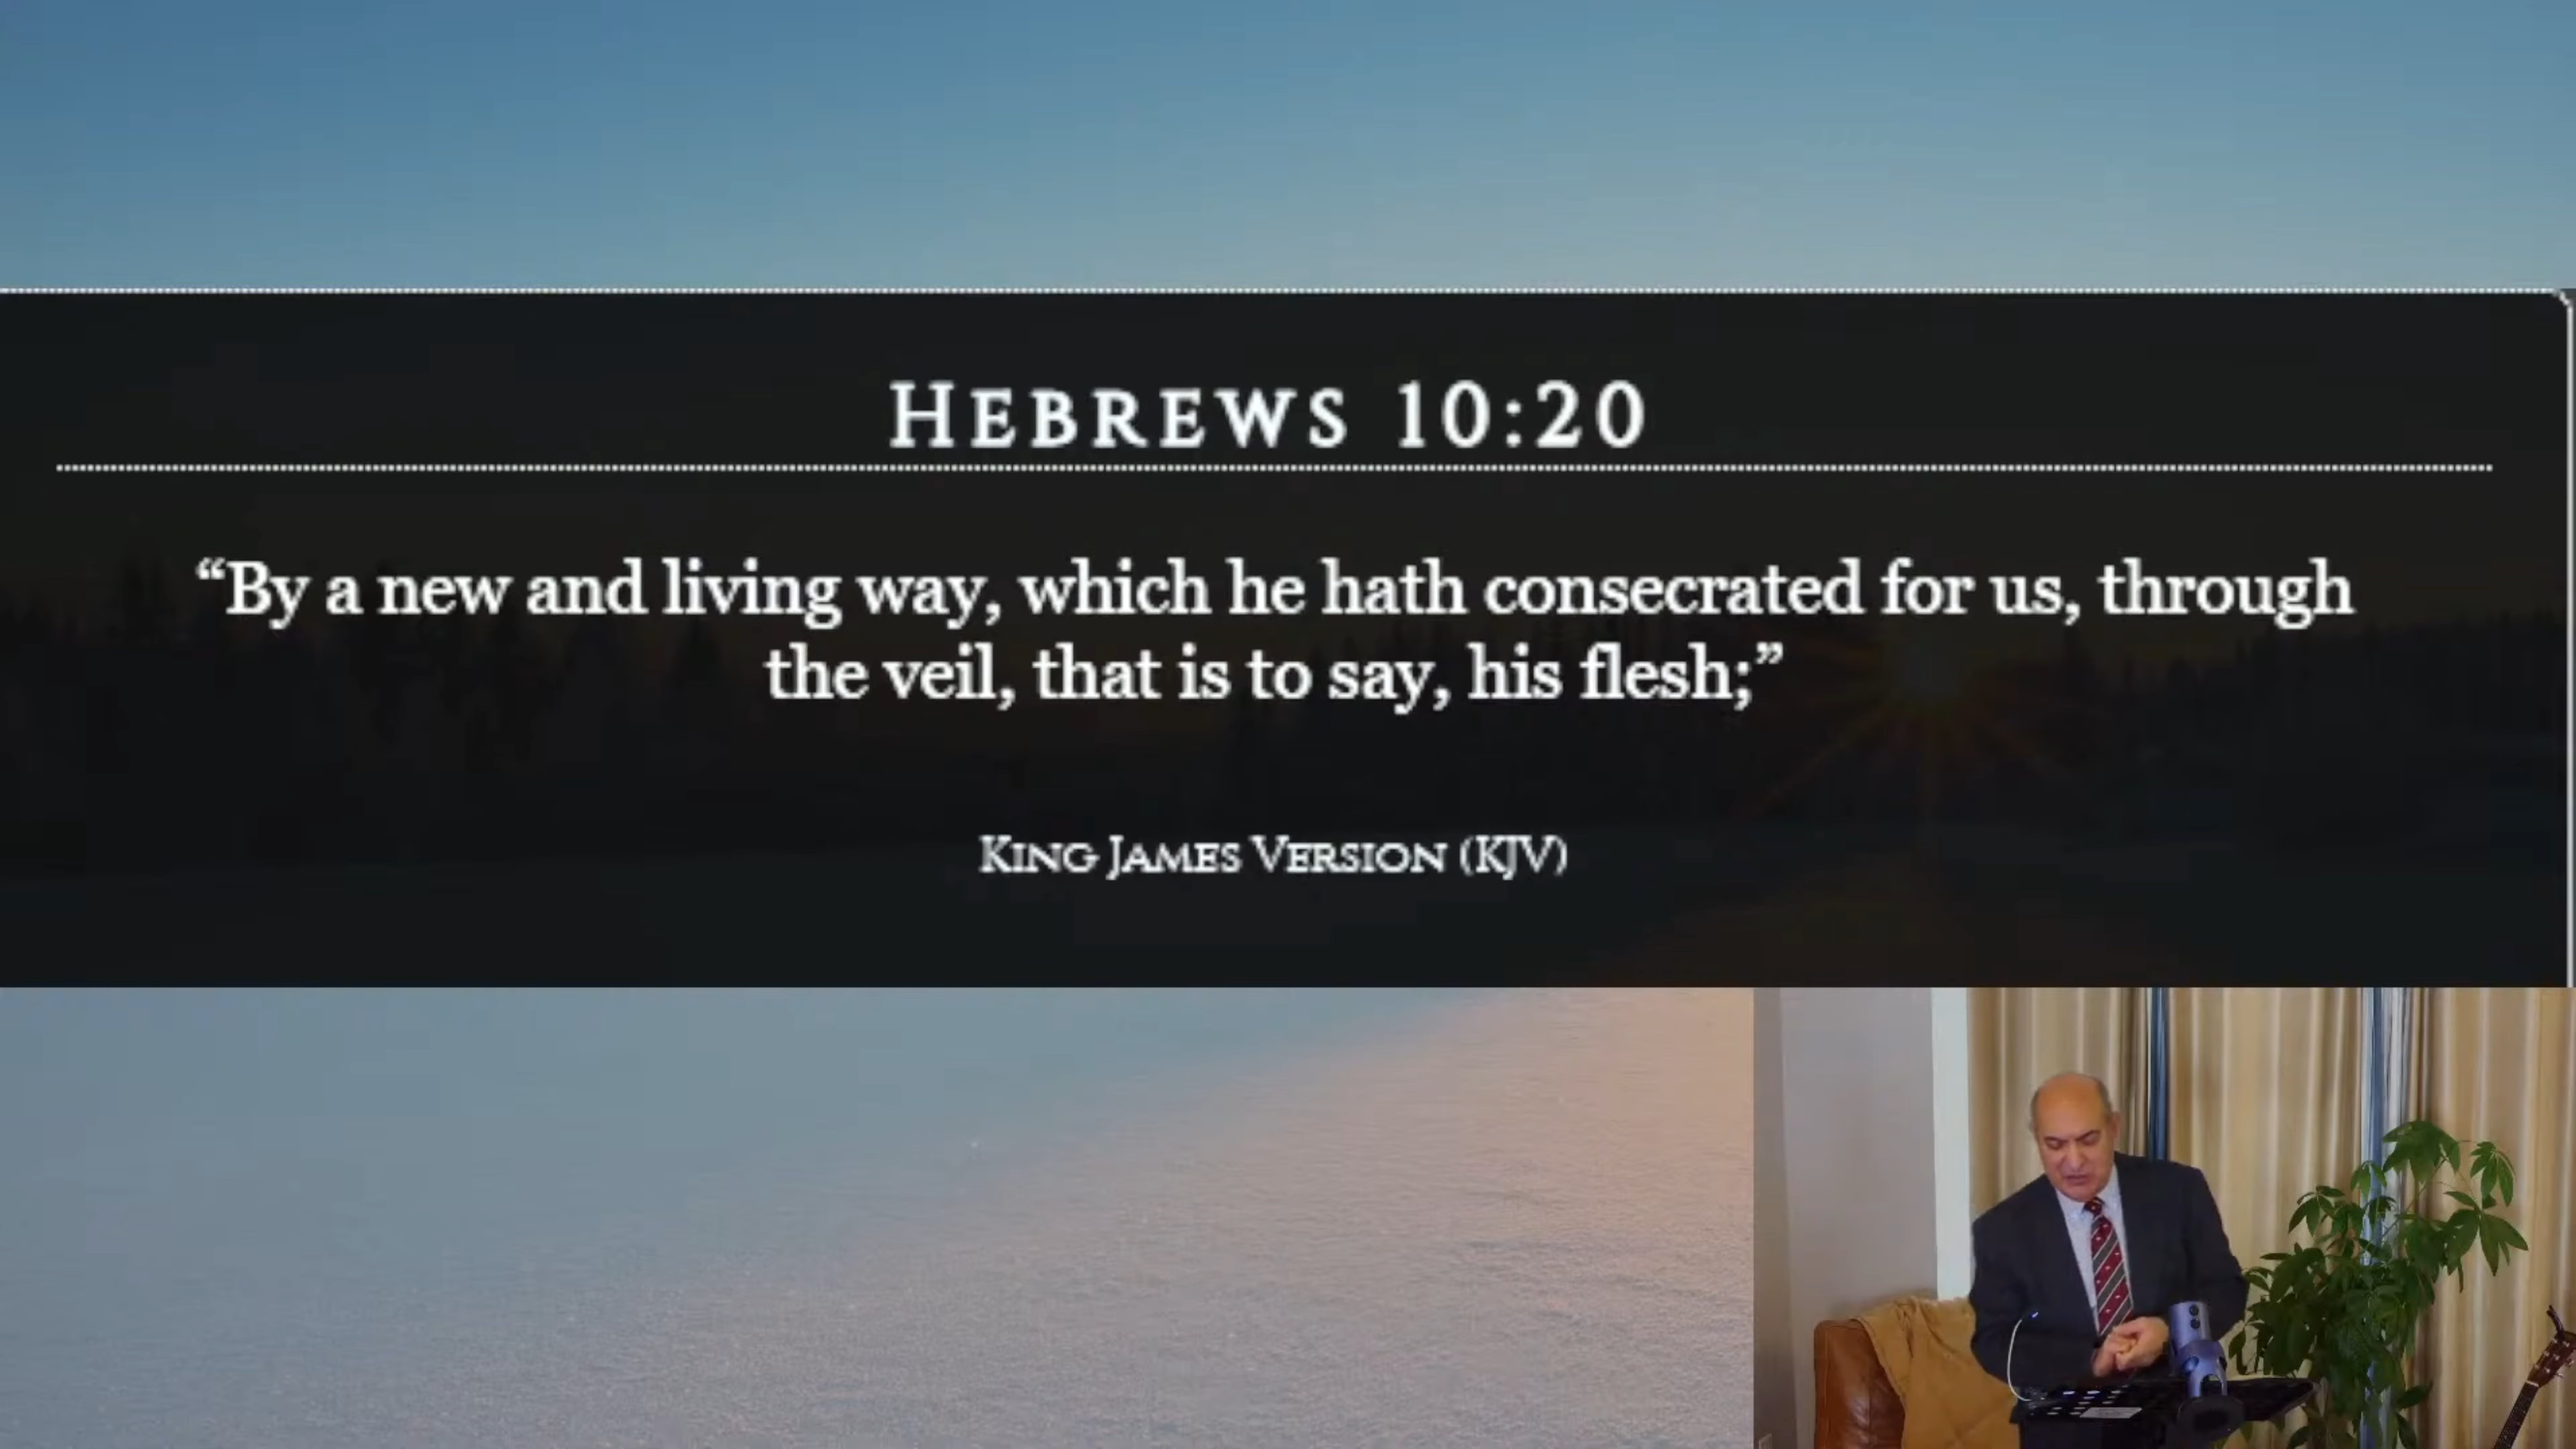 HEBREWS 10:20
“By a new and living way, which he hath consecrated for us, through
the veil, that is to say, his flesh;”
KING JAMES VERSION (KJV)